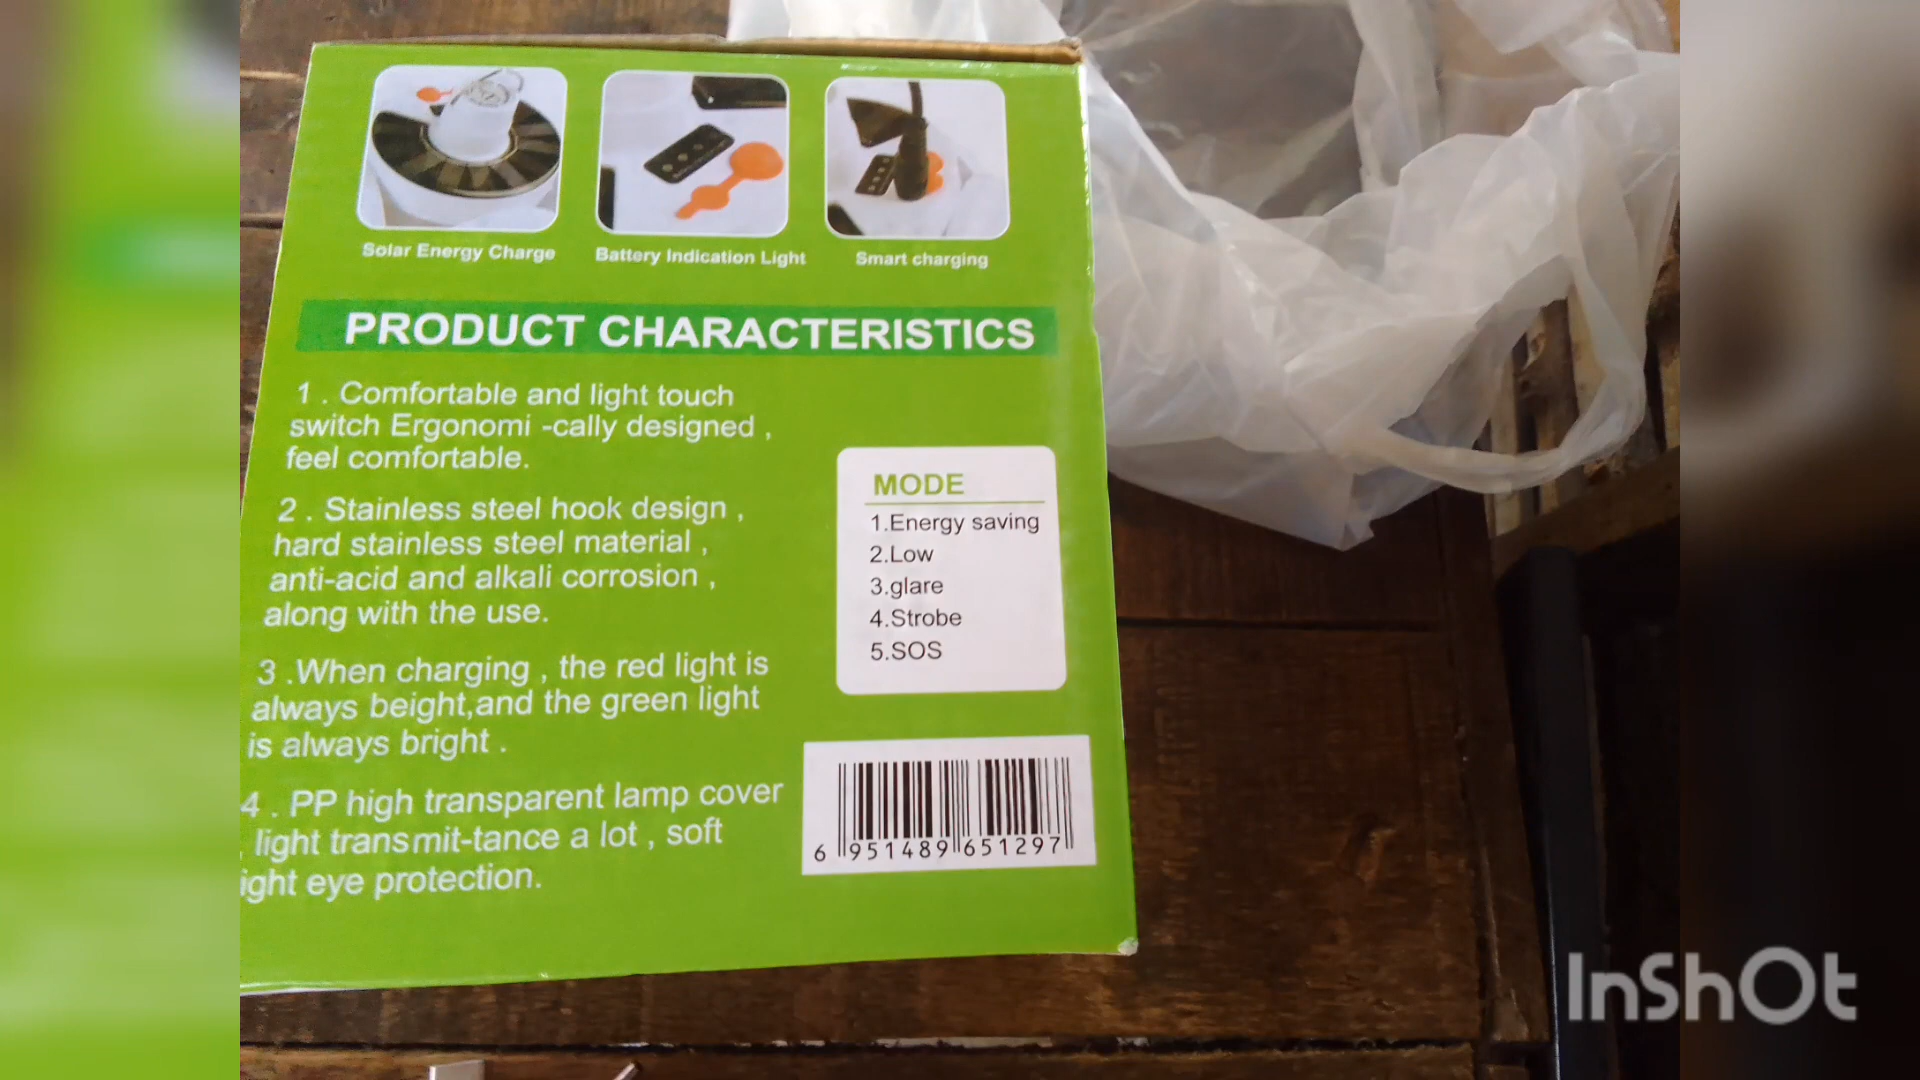 Solar Energy Charge
Battery Indication Light
Smart charging
PRODUCT CHARACTERISTICS
1 . Comfortable and light touch
switch Ergonomi -cally designed ,
feel comfortable.
2 . Stainless steel hook design ,
hard stainless steel material ,
anti-acid and alkali corrosion ,
along with the use.
3 .When charging , the red light is
always beight,and the green light
is always bright .
4 . PP high transparent lamp cover
light transmit-tance a lot , soft
ight eye protection.
MODE
1.Energy saving
2.Low
3.glare
4.Strobe
5.SOS
6 951489 651297
InShOt